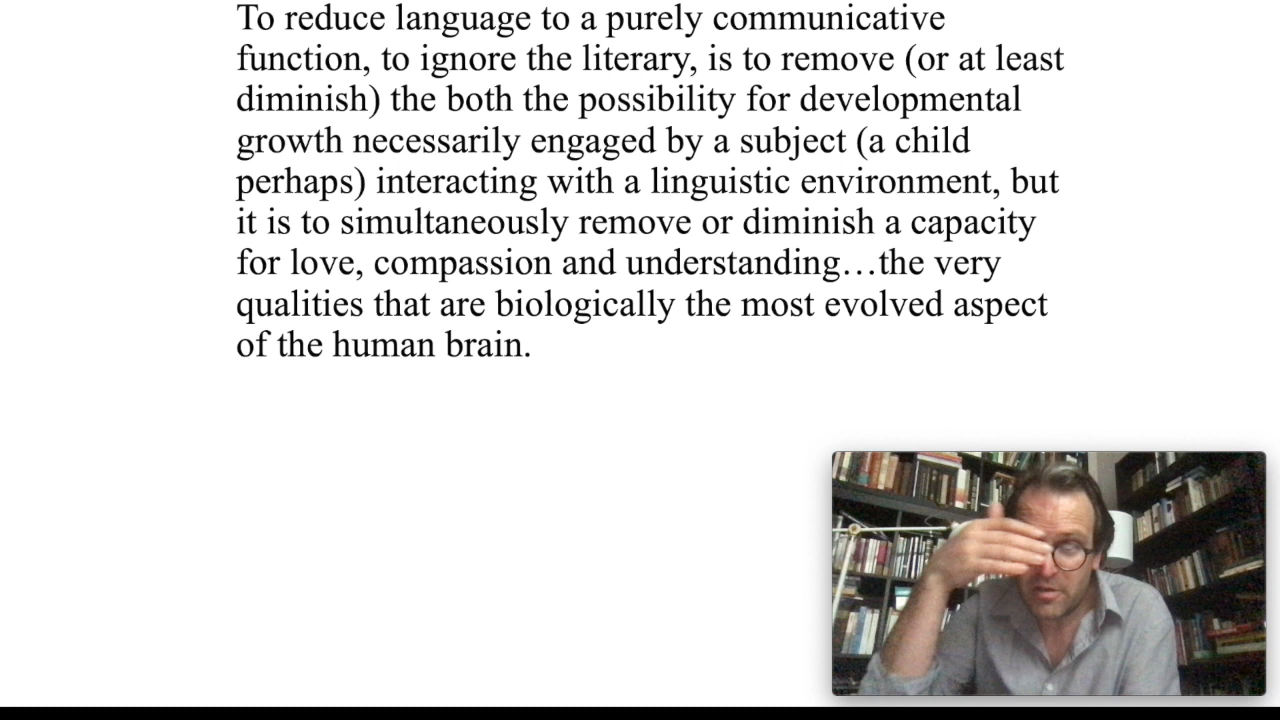 To reduce language to a purely communicative
function, to ignore the literary, is to remove (or at least
diminish) the both the possibility for developmental
growth necessarily engaged by a subject (a child
perhaps) interacting with a linguistic environment, but
it is to simultaneously remove or diminish a capacity
for love, compassion and understanding…the very
qualities that are biologically the most evolved aspect
of the human brain.